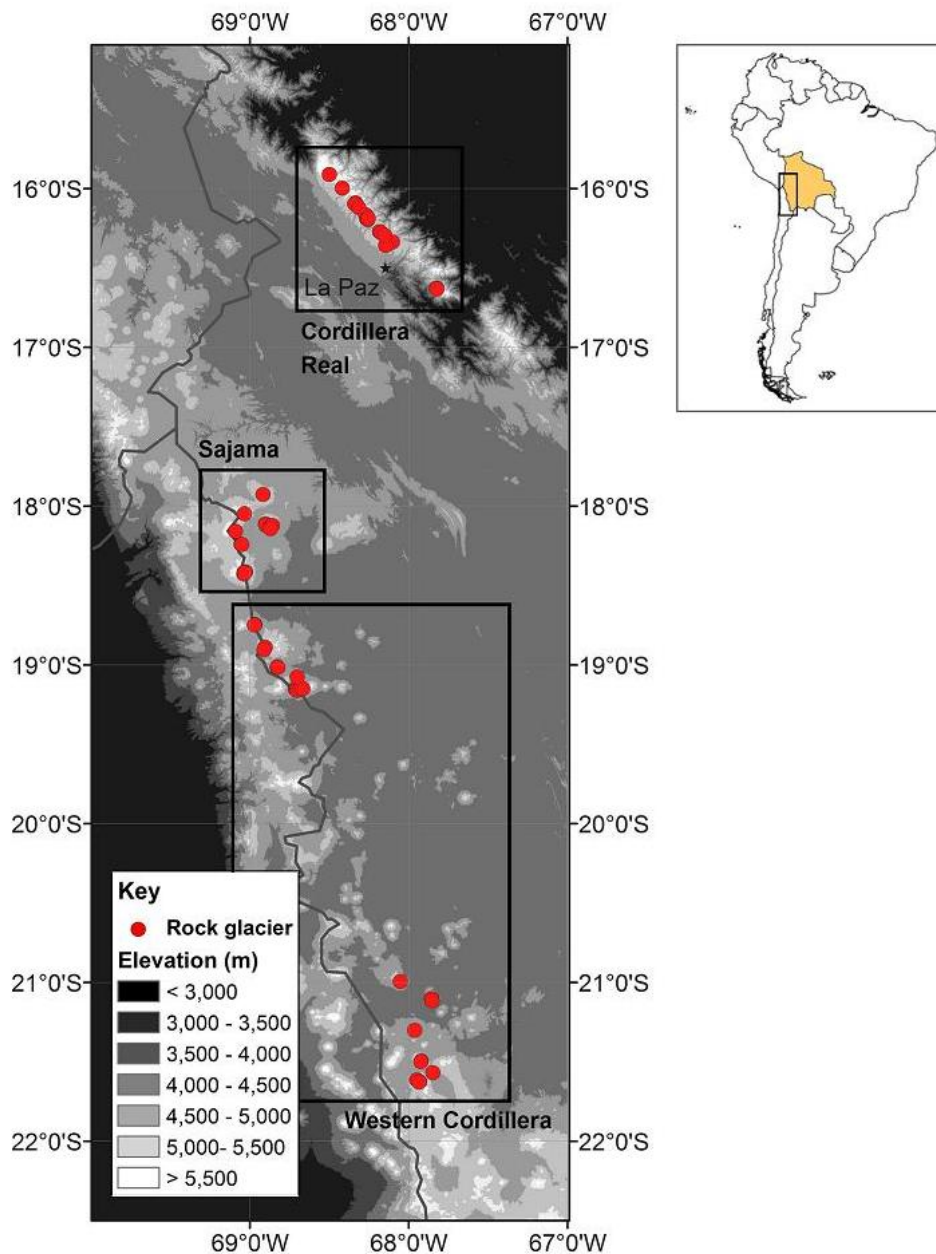 69°0'W 68°0'W 67°0'W
16°0'S 16°0'S
La Paz
Cordillera
Real
17°0'S 17°0'S
Sajama
18°0'S 18°0'S
19°0'S 19°0'S
20°0'S 20°0'S
21°0'S 21°0'S
Western Cordillera
22°0'S 22°0'S
Key
Rock glacier
Elevation (m)
< 3,000
3,000 - 3,500
3,500 - 4,000
4,000 - 4,500
4,500 - 5,000
5,000- 5,500
> 5,500
69°0'W 68°0'W 67°0'W